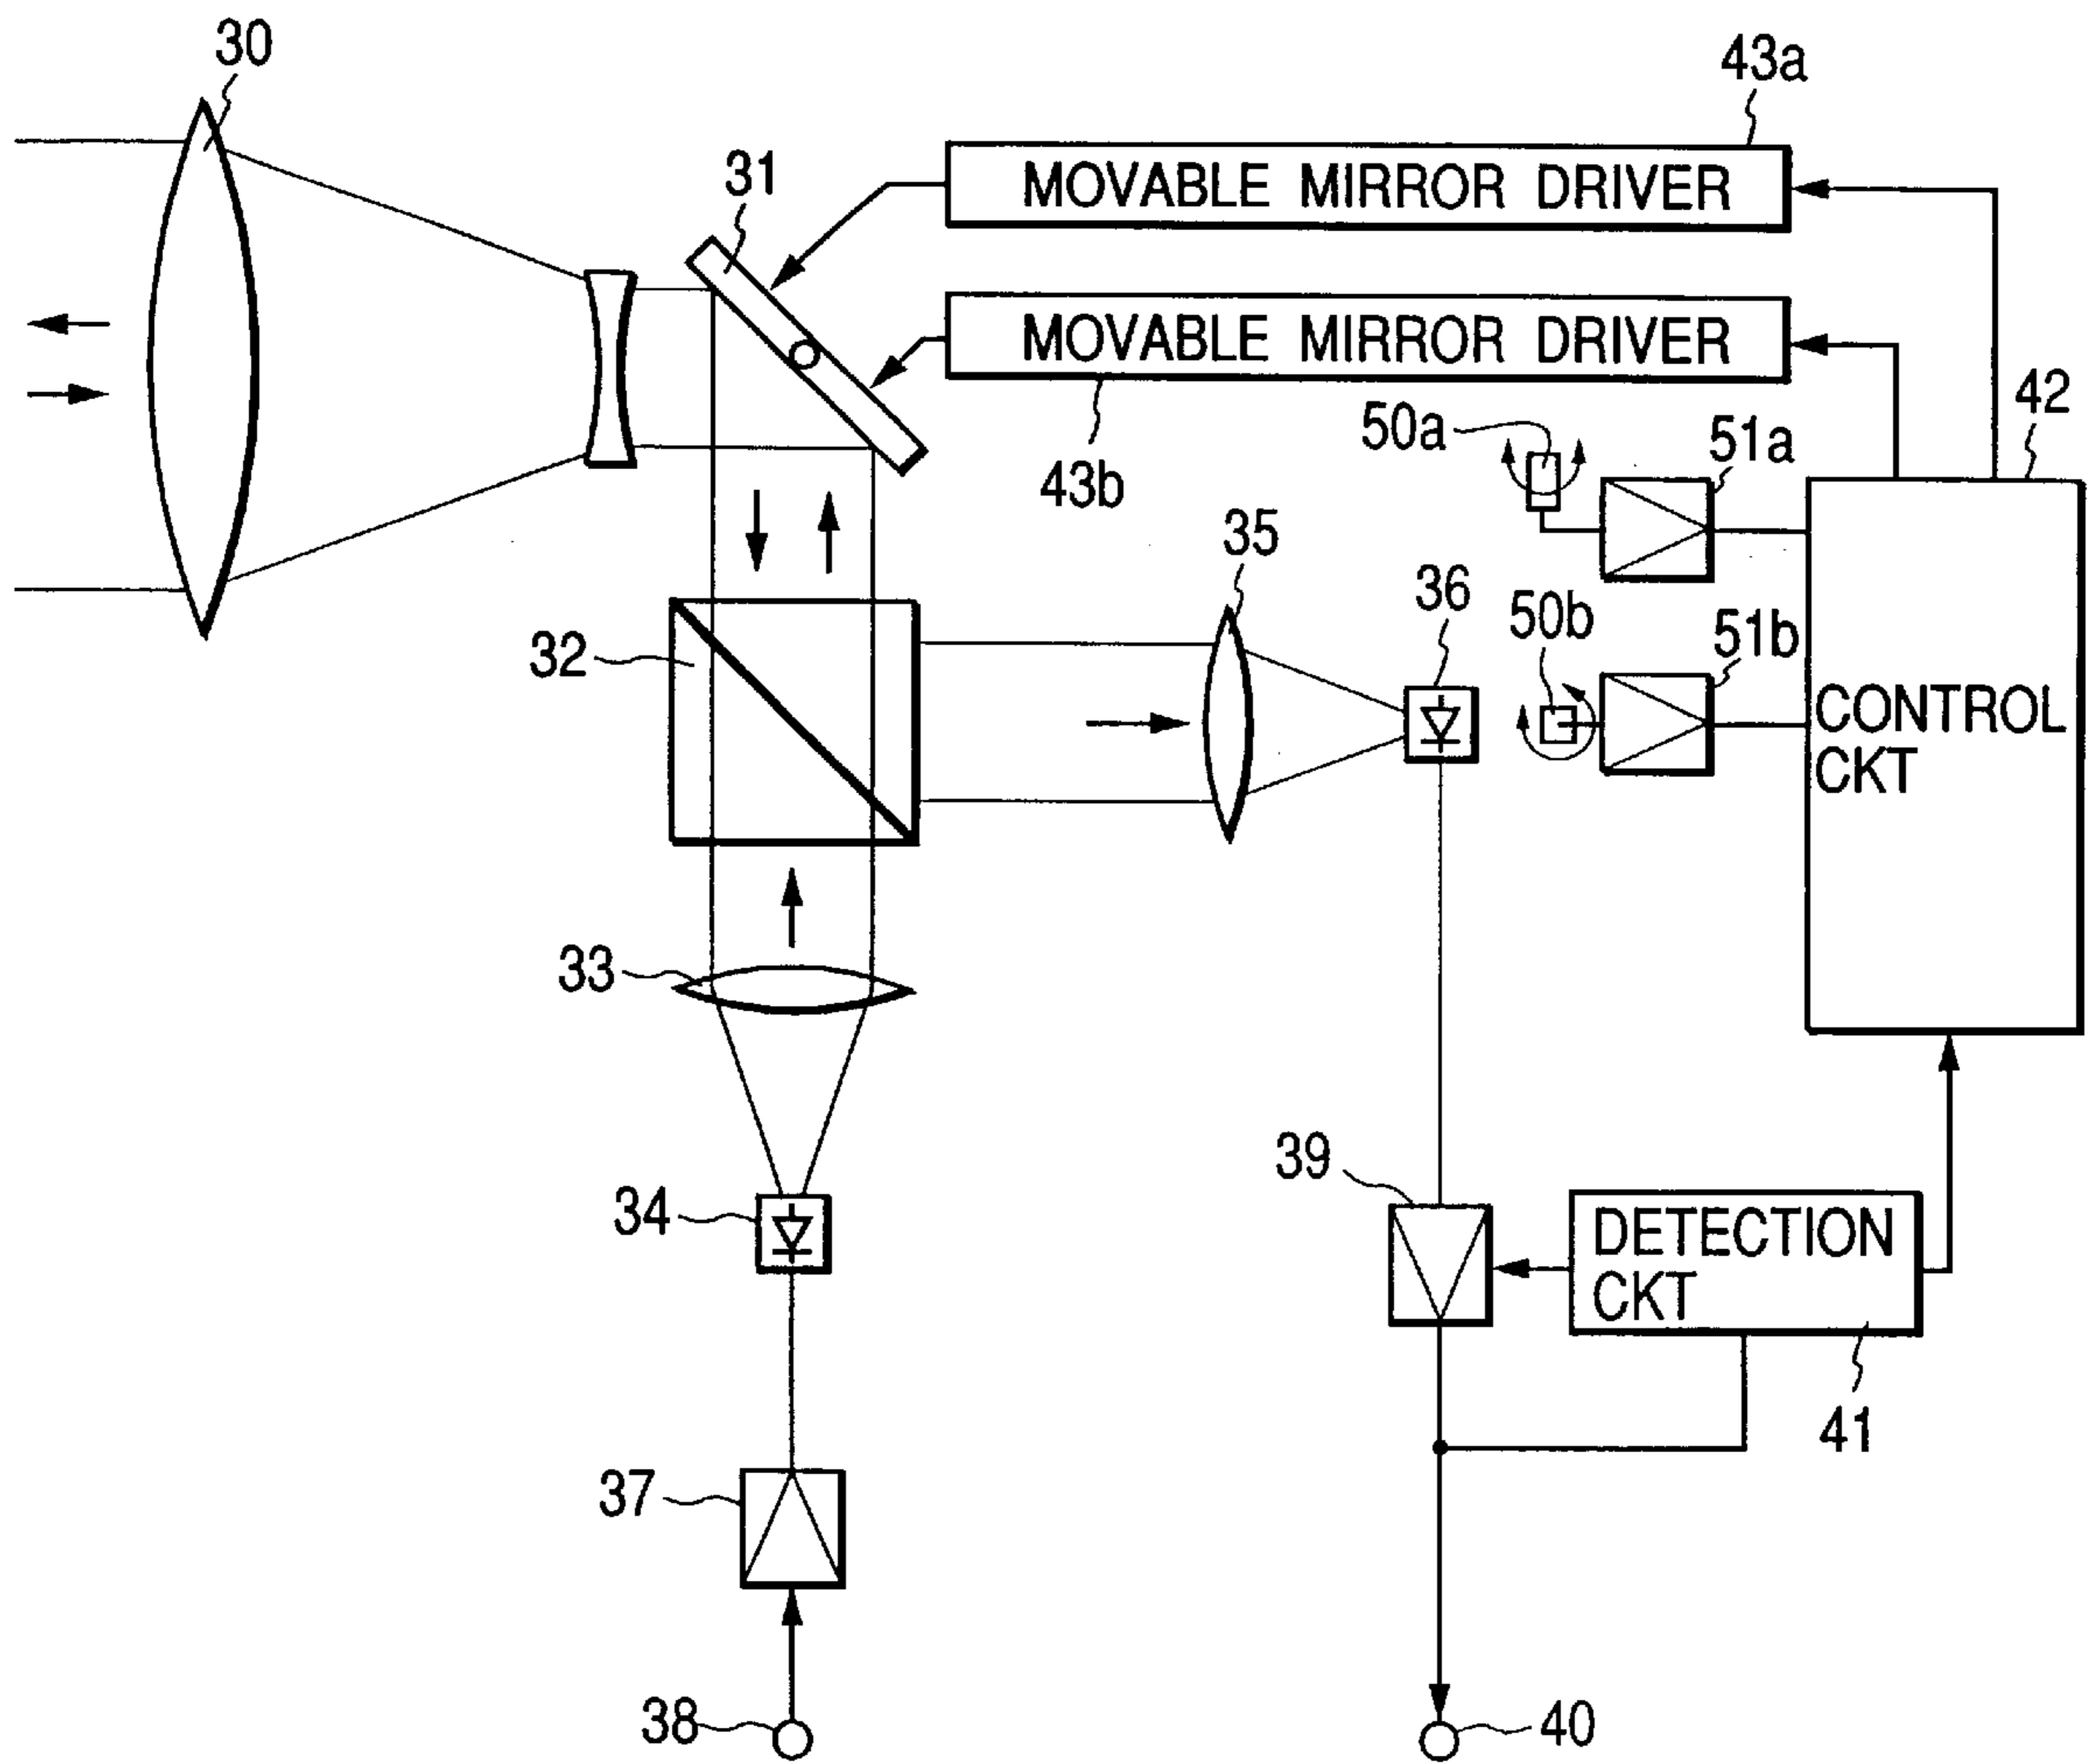 30
43a
MOVABLE MIRROR DRIVER
31
MOVABLE MIRROR DRIVER
42
50a
51a
43b
35
36
50b
51b
32
CONTROL
CKT
33
39
34
DETECTION
CKT
41
37
38
40